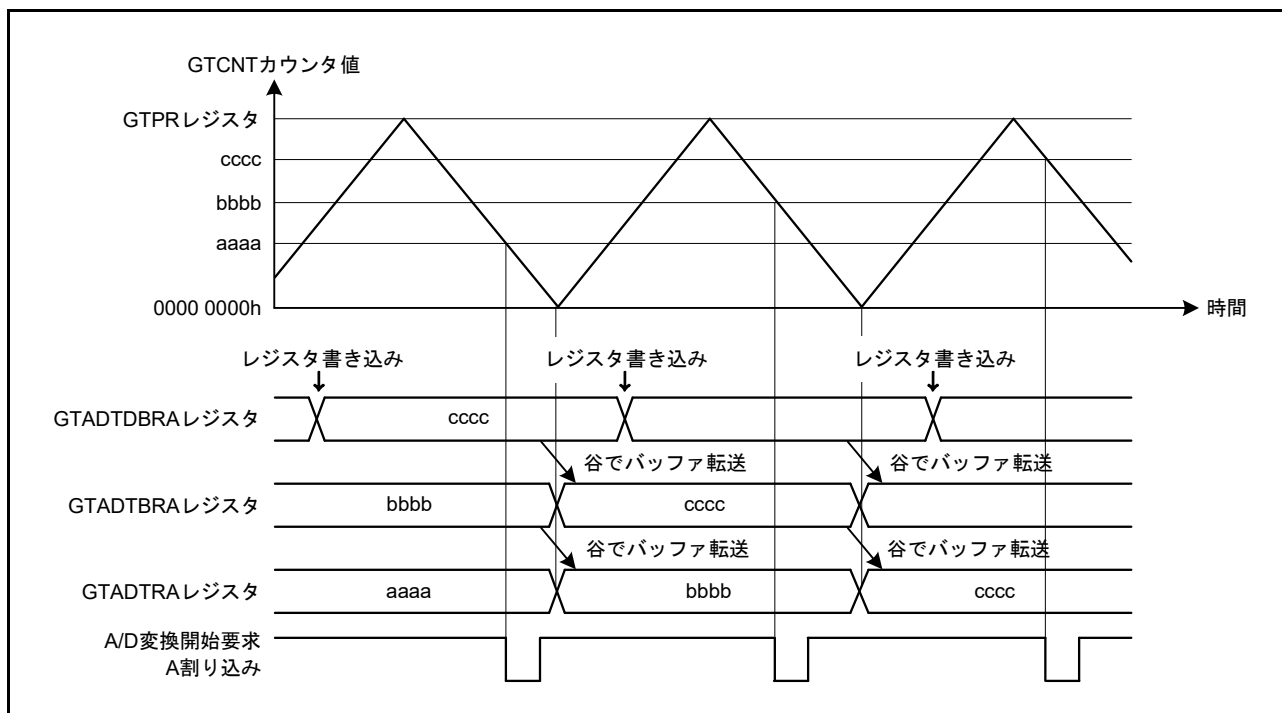 GTCNTカウンタ値
GTPRレジスタ
cccc
bbbb
aaaa
0000 0000h
時間
レジスタ書き込み レジスタ書き込み レジスタ書き込み
GTADTDBRAレジスタ cccc
谷でバッファ転送 谷でバッファ転送
GTADTBRAレジスタ bbbb cccc
谷でバッファ転送 谷でバッファ転送
GTADTRAレジスタ aaaa bbbb cccc
A/D変換開始要求
A割り込み